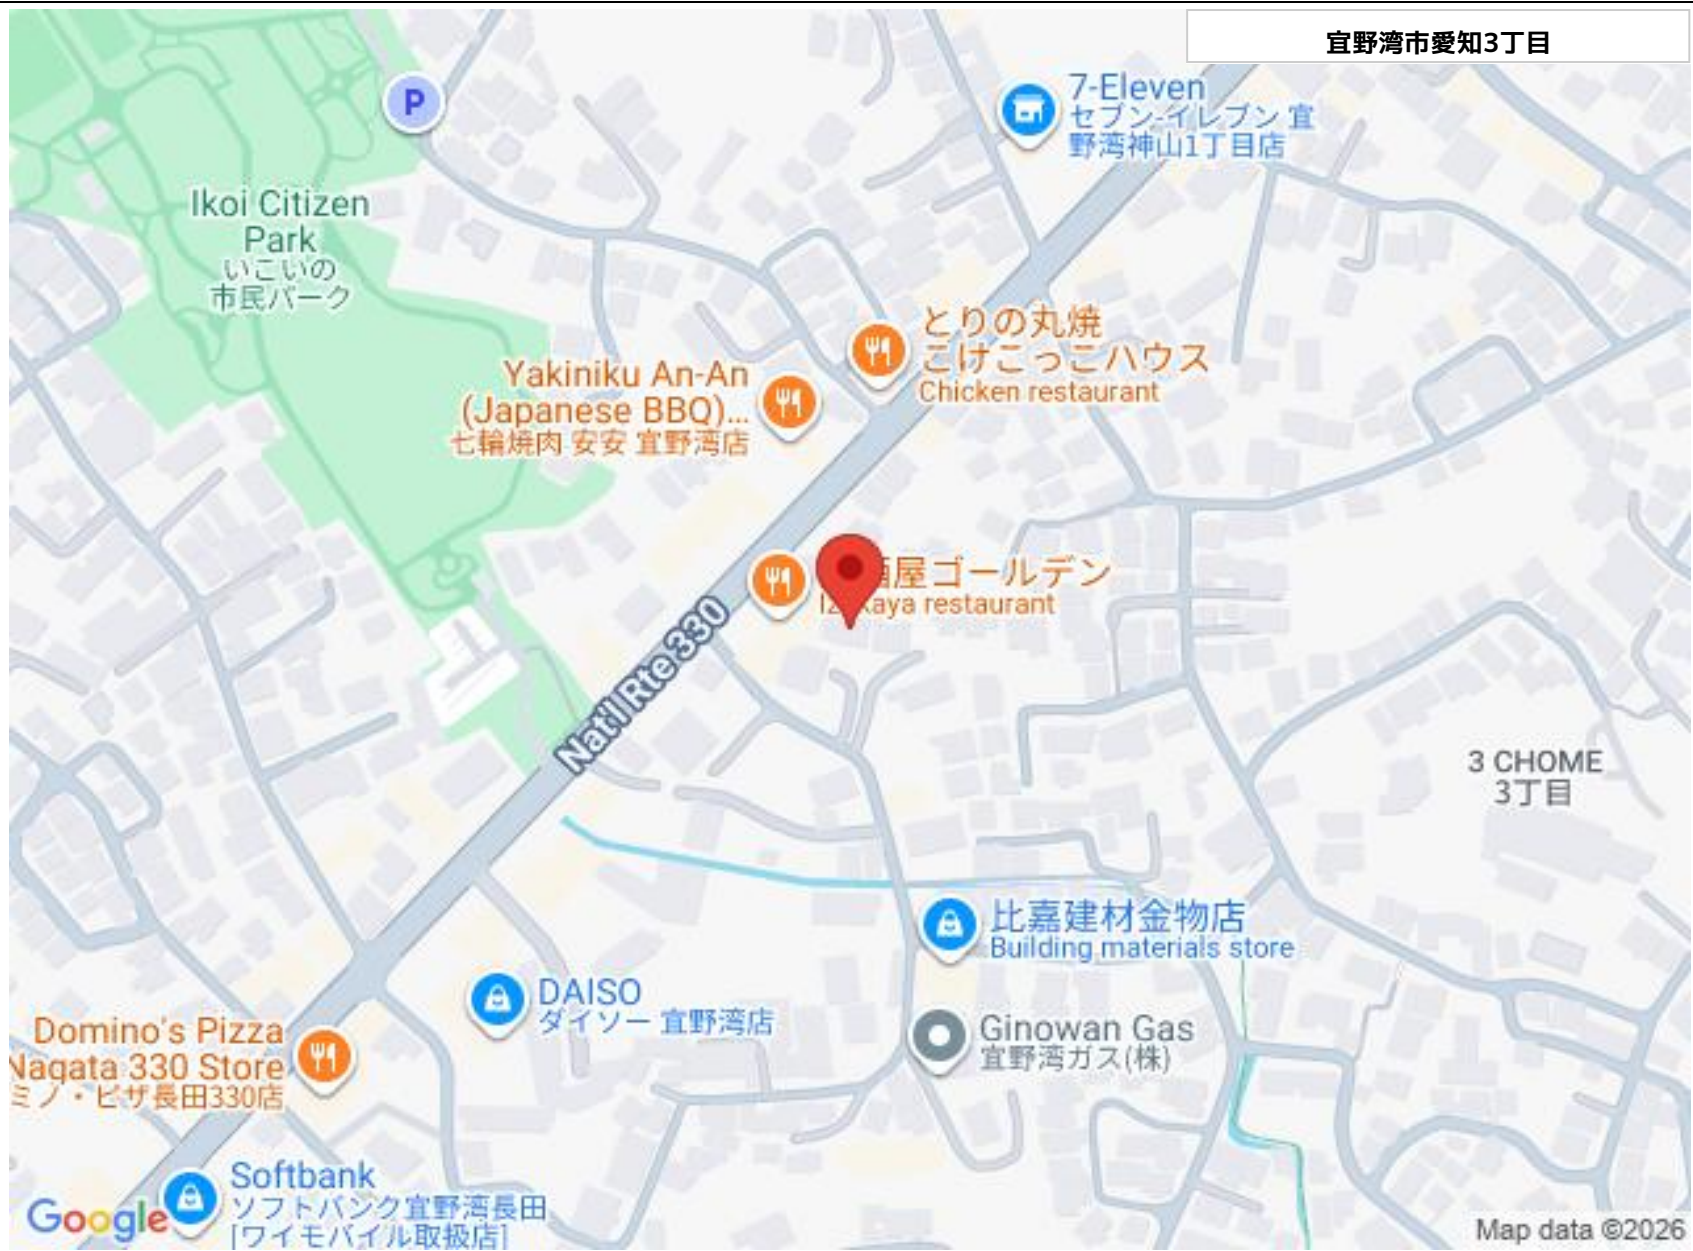 宜野湾市愛知3丁目
P
7-Eleven
セブン-イレブン 宜
野湾神山1丁目店
Ikoi Citizen
Park
いこいの
市民パーク
とりの丸焼
こけこっこハウス
Chicken restaurant
Yakiniku An-An
(Japanese BBQ)...
七輪焼肉 安安 宜野湾店
酒屋ゴールデン
Iz kaya restaurant
Nat'l Rte 330
3 CHOME
3丁目
比嘉建材金物店
Building materials store
DAISO
ダイソー 宜野湾店
Ginowan Gas
宜野湾ガス(株)
Domino's Pizza
Nagata 330 Store
ミノ・ピザ長田330店
Softbank
ソフトバンク宜野湾長田
[ワイモバイル取扱店]
Google
Map data ©2026